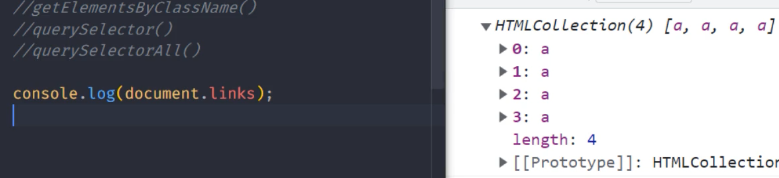 //getElementsByClassName()
//querySelector()
//querySelectorAll()
console.log(document.links);
▼HTMLCollection(4) [a, a, a, a]
▶0: a
▶1: a
▶2: a
▶3: a
length: 4
▶[[Prototype]]: HTMLCollection